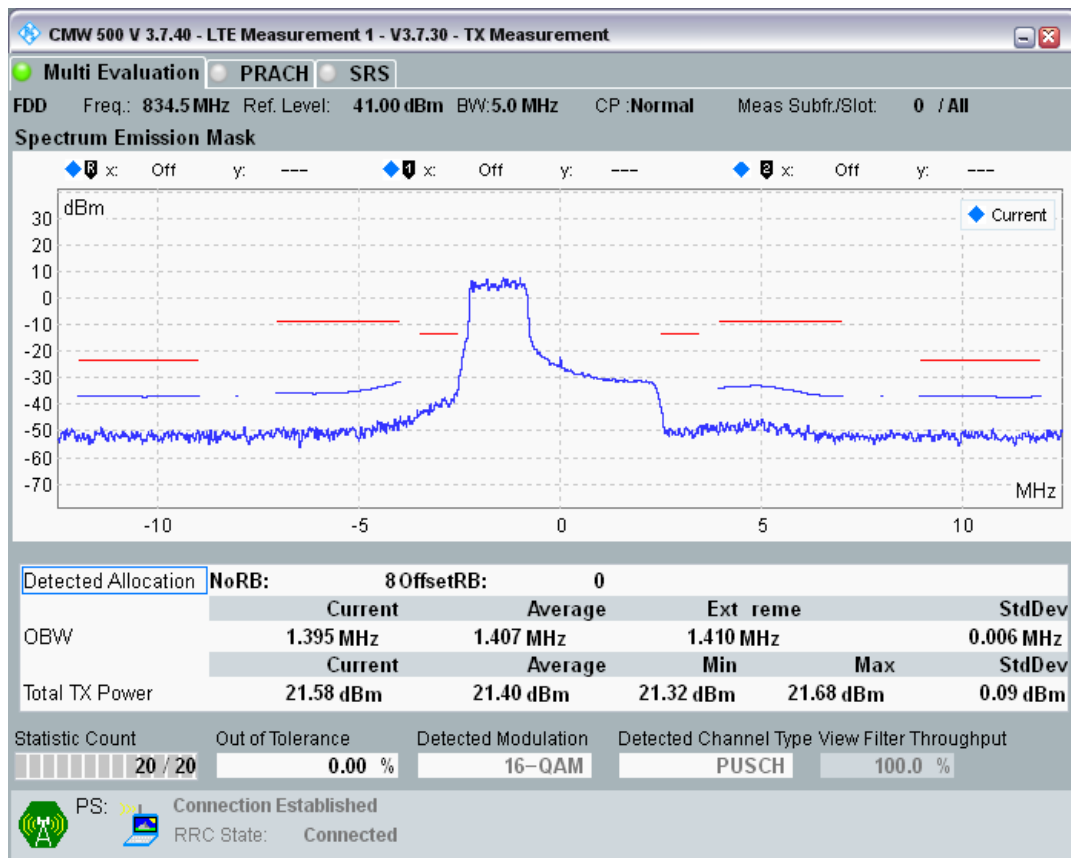 CMW 500 V 3.7.40 - LTE Measurement 1 - V3.7.30 - TX Measurement
Multi Evaluation PRACH SRS
FDD Freq.: 834.5 MHz Ref. Level: 41.00 dBm BW:5.0 MHz CP :Normal Meas Subfr./Slot: 0 / All
Spectrum Emission Mask
R x: Off y: --- 1 x: Off y: --- 2 x: Off y: ---
dBm
Current
30
20
10
0
-10
-20
-30
-40
-50
-60
-70
MHz
-10 -5 0 5 10
Detected Allocation NoRB: 8 OffsetRB: 0
Current Average Ext reme StdDev
OBW 1.395 MHz 1.407 MHz 1.410 MHz 0.006 MHz
Current Average Min Max StdDev
Total TX Power 21.58 dBm 21.40 dBm 21.32 dBm 21.68 dBm 0.09 dBm
Statistic Count Out of Tolerance Detected Modulation Detected Channel Type View Filter Throughput
20 / 20 0.00 % 16-QAM PUSCH 100.0 %
PS: Connection Established
RRC State: Connected